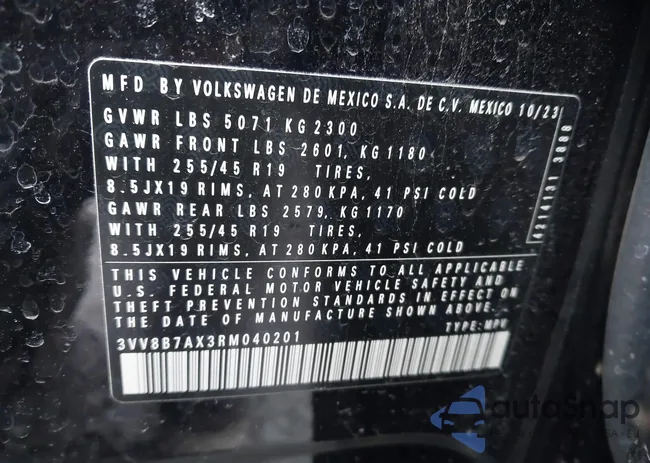 MFD BY VOLKSWAGEN DE MEXICO S.A. DE C.V. MEXICO 10/23
GVWR LBS 5071 KG 2300
GAWR FRONT LBS 2601, KG 1180
WITH 255/45 R19 TIRES,
8.5JX19 RIMS, AT 280KPA, 41 PSI COLD
GAWR REAR LBS 2579, KG 1170
WITH 255/45 R19 TIRES,
8.5JX19 RIMS, AT 280KPA, 41 PSI COLD
THIS VEHICLE CONFORMS TO ALL APPLICABLE
U.S. FEDERAL MOTOR VEHICLE SAFETY AND
THEFT PREVENTION STANDARDS IN EFFECT ON
THE DATE OF MANUFACTURE SHOWN ABOVE.
3VV8B7AX3RM040201 TYPE: MPV
autoSnap